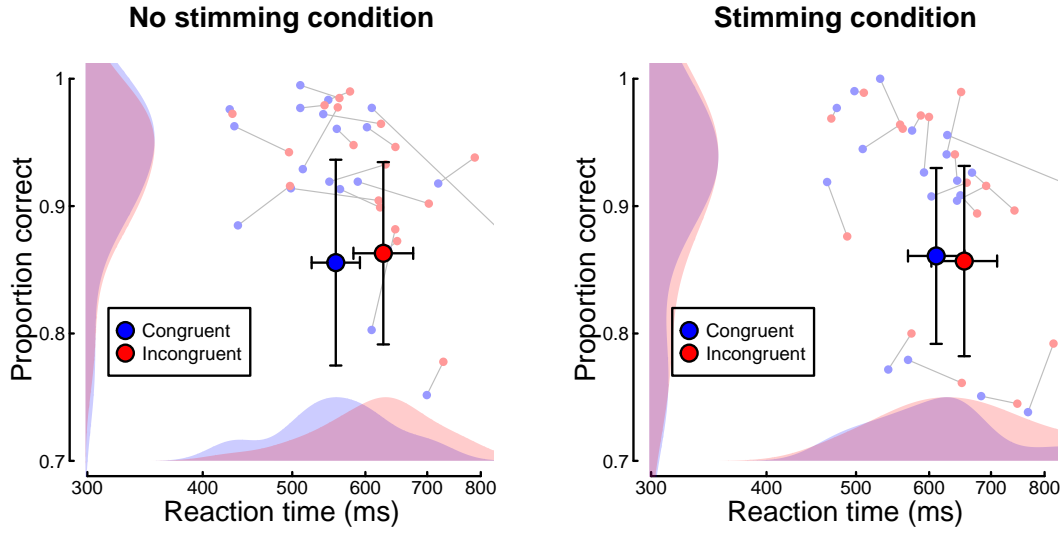 No stimming condition
Stimming condition
1
0.9
0.8
0.7
Proportion correct
Congruent
Incongruent
300
400
500
600
700
800
Reaction time (ms)
1
0.9
0.8
0.7
Proportion correct
Congruent
Incongruent
300
400
500
600
700
800
Reaction time (ms)